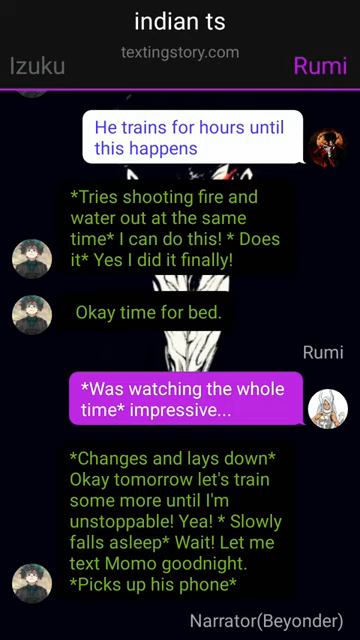 indian ts
textingstory.com
Izuku
Rumi
He trains for hours until
this happens
*Tries shooting fire and
water out at the same
time* I can do this! * Does
it* Yes I did it finally!
Okay time for bed.
Rumi
*Was watching the whole
time* impressive...
*Changes and lays down*
Okay tomorrow let's train
some more until I'm
unstoppable! Yea! * Slowly
falls asleep* Wait! Let me
text Momo goodnight.
*Picks up his phone*
Narrator(Beyonder)